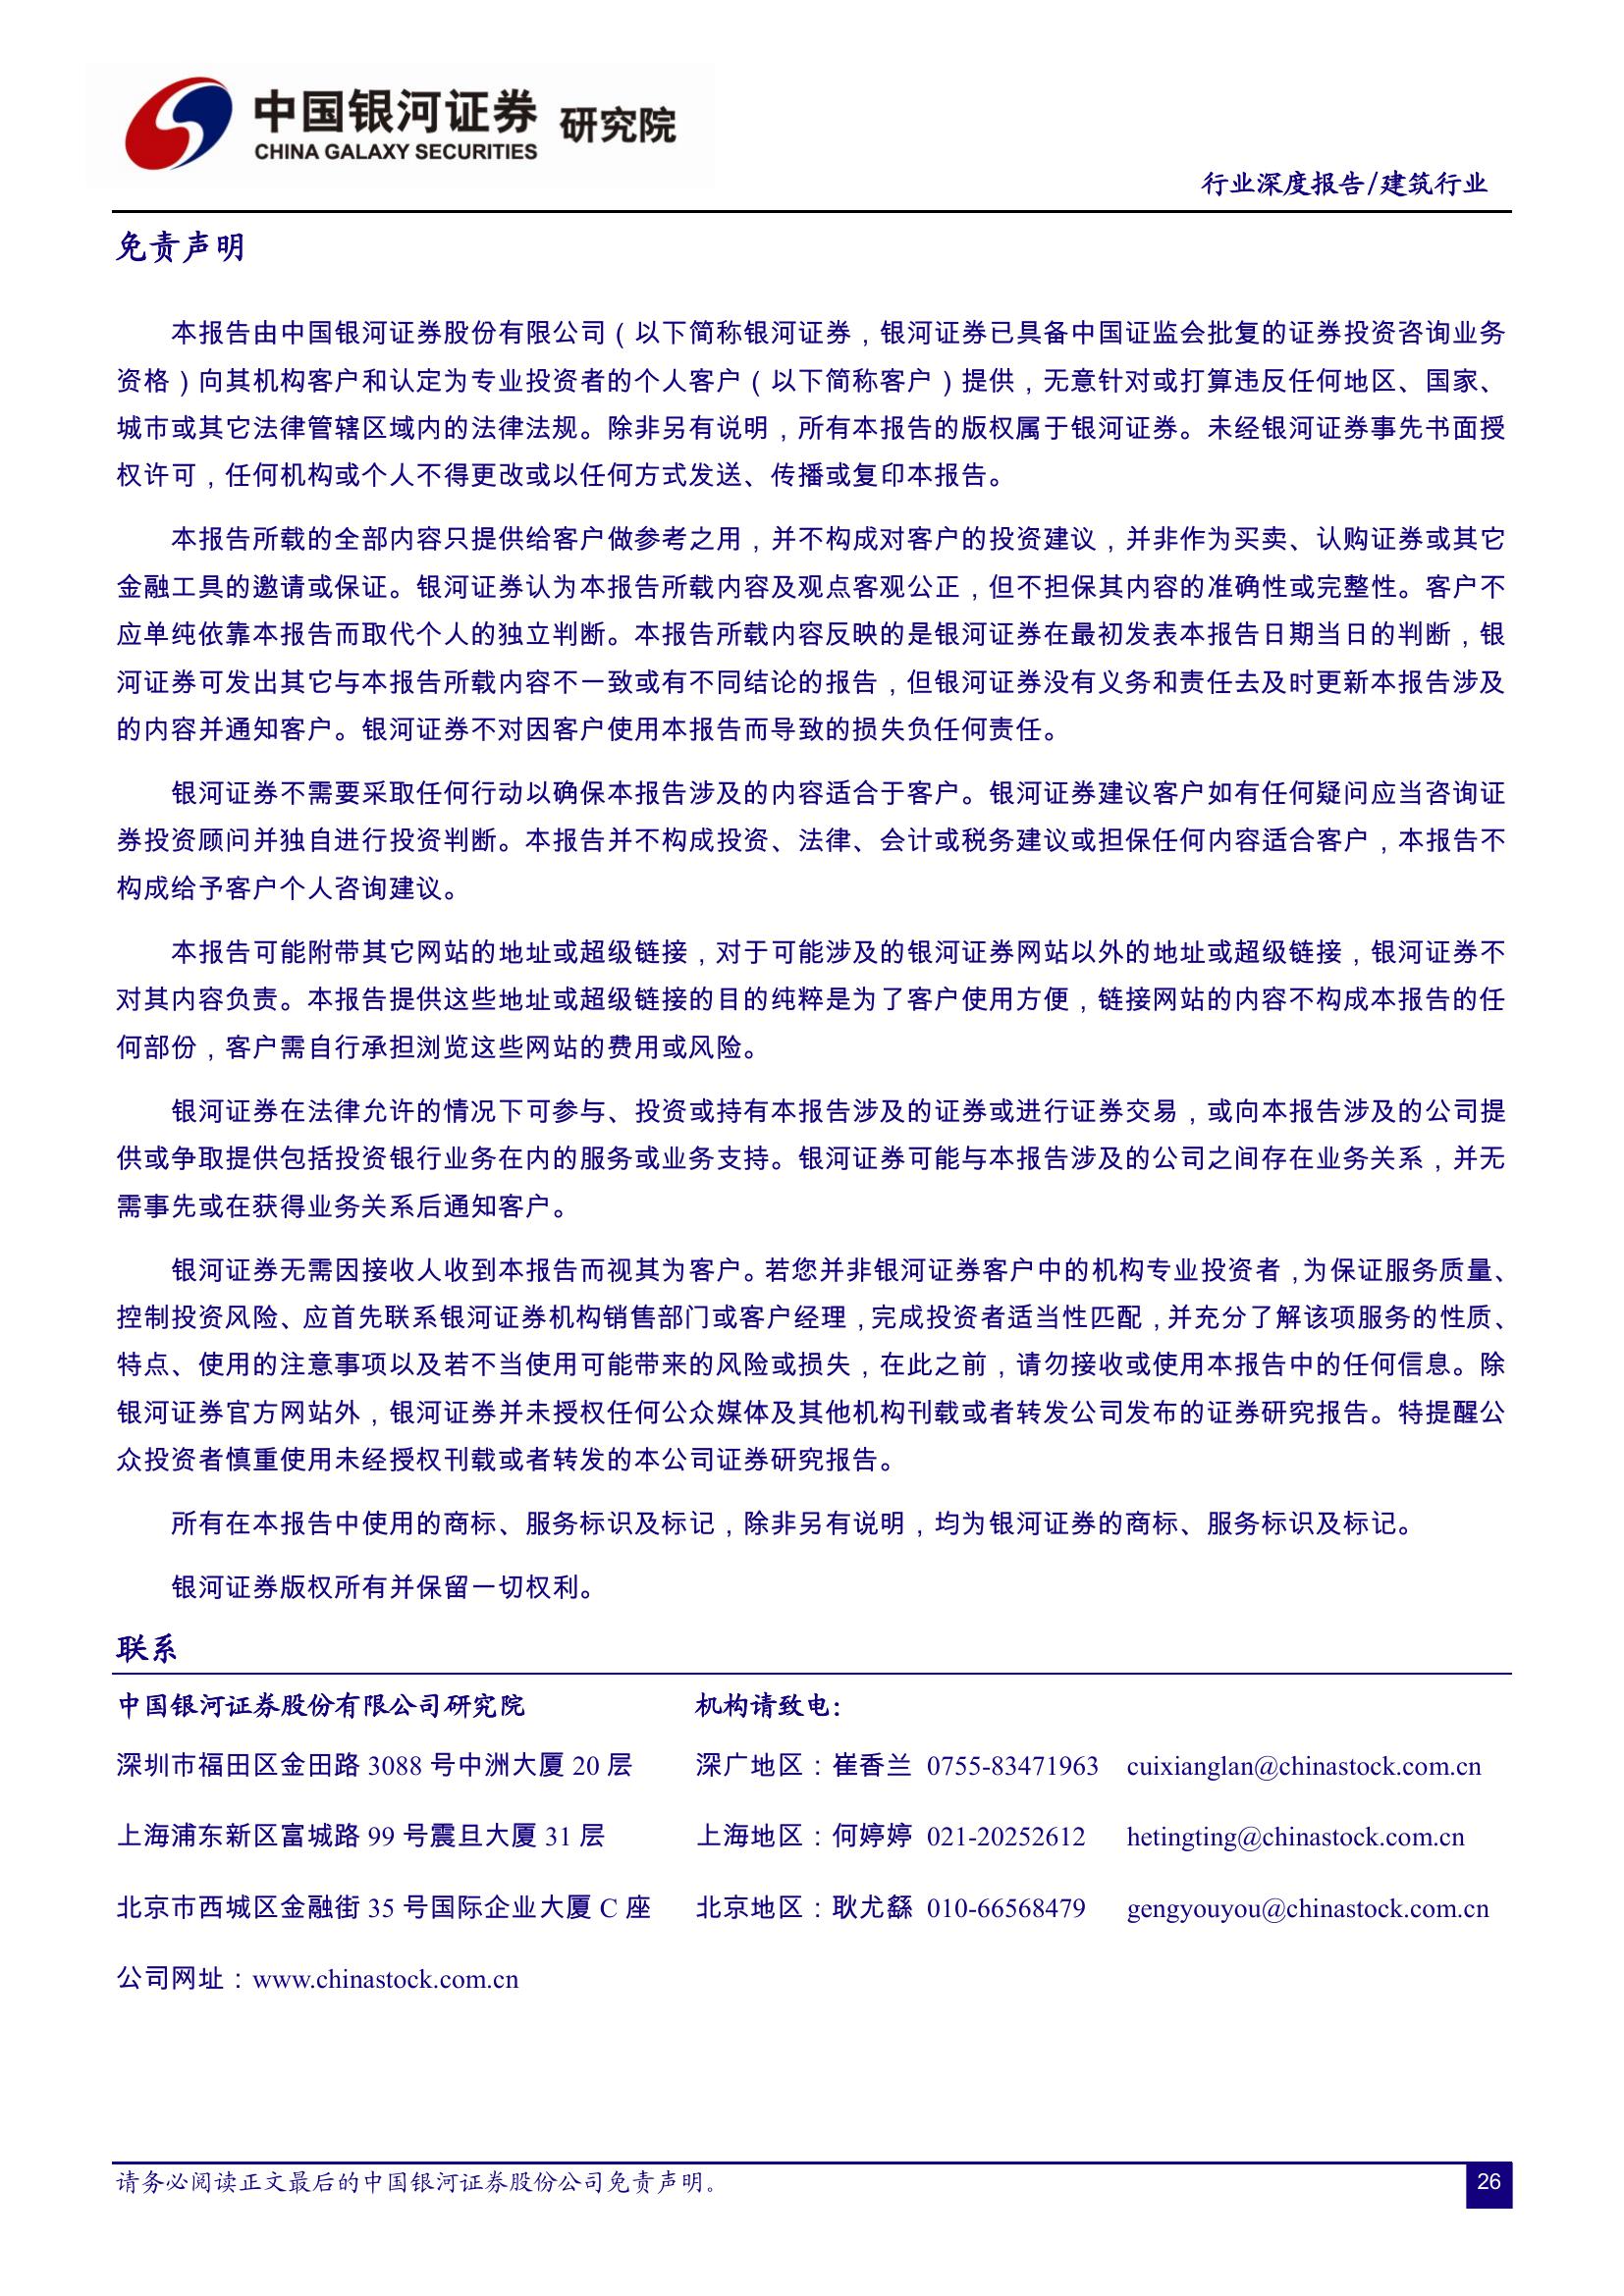 中国银河证券 研究院
CHINA GALAXY SECURITIES
行业深度报告/建筑行业
免责声明
本报告由中国银河证券股份有限公司（以下简称银河证券，银河证券已具备中国证监会批复的证券投资咨询业务
资格）向其机构客户和认定为专业投资者的个人客户（以下简称客户）提供，无意针对或打算违反任何地区、国家、
城市或其它法律管辖区域内的法律法规。除非另有说明，所有本报告的版权属于银河证券。未经银河证券事先书面授
权许可，任何机构或个人不得更改或以任何方式发送、传播或复印本报告。
本报告所载的全部内容只提供给客户做参考之用，并不构成对客户的投资建议，并非作为买卖、认购证券或其它
金融工具的邀请或保证。银河证券认为本报告所载内容及观点客观公正，但不担保其内容的准确性或完整性。客户不
应单纯依靠本报告而取代个人的独立判断。本报告所载内容反映的是银河证券在最初发表本报告日期当日的判断，银
河证券可发出其它与本报告所载内容不一致或有不同结论的报告，但银河证券没有义务和责任去及时更新本报告涉及
的内容并通知客户。银河证券不对因客户使用本报告而导致的损失负任何责任。
银河证券不需要采取任何行动以确保本报告涉及的内容适合于客户。银河证券建议客户如有任何疑问应当咨询证
券投资顾问并独自进行投资判断。本报告并不构成投资、法律、会计或税务建议或担保任何内容适合客户，本报告不
构成给予客户个人咨询建议。
本报告可能附带其它网站的地址或超级链接，对于可能涉及的银河证券网站以外的地址或超级链接，银河证券不
对其内容负责。本报告提供这些地址或超级链接的目的纯粹是为了客户使用方便，链接网站的内容不构成本报告的任
何部份，客户需自行承担浏览这些网站的费用或风险。
银河证券在法律允许的情况下可参与、投资或持有本报告涉及的证券或进行证券交易，或向本报告涉及的公司提
供或争取提供包括投资银行业务在内的服务或业务支持。银河证券可能与本报告涉及的公司之间存在业务关系，并无
需事先或在获得业务关系后通知客户。
银河证券无需因接收人收到本报告而视其为客户。若您并非银河证券客户中的机构专业投资者，为保证服务质量、
控制投资风险、应首先联系银河证券机构销售部门或客户经理，完成投资者适当性匹配，并充分了解该项服务的性质、
特点、使用的注意事项以及若不当使用可能带来的风险或损失，在此之前，请勿接收或使用本报告中的任何信息。除
银河证券官方网站外，银河证券并未授权任何公众媒体及其他机构刊载或者转发公司发布的证券研究报告。特提醒公
众投资者慎重使用未经授权刊载或者转发的本公司证券研究报告。
所有在本报告中使用的商标、服务标识及标记，除非另有说明，均为银河证券的商标、服务标识及标记。
银河证券版权所有并保留一切权利。
联系
中国银河证券股份有限公司研究院 机构请致电：
深圳市福田区金田路 3088 号中洲大厦 20 层 深广地区：崔香兰 0755-83471963 cuixianglan@chinastock.com.cn
上海浦东新区富城路 99 号震旦大厦 31 层 上海地区：何婷婷 021-20252612 hetingting@chinastock.com.cn
北京市西城区金融街 35 号国际企业大厦 C 座 北京地区：耿尤繇 010-66568479 gengyouyou@chinastock.com.cn
公司网址：www.chinastock.com.cn
请务必阅读正文最后的中国银河证券股份公司免责声明。
26